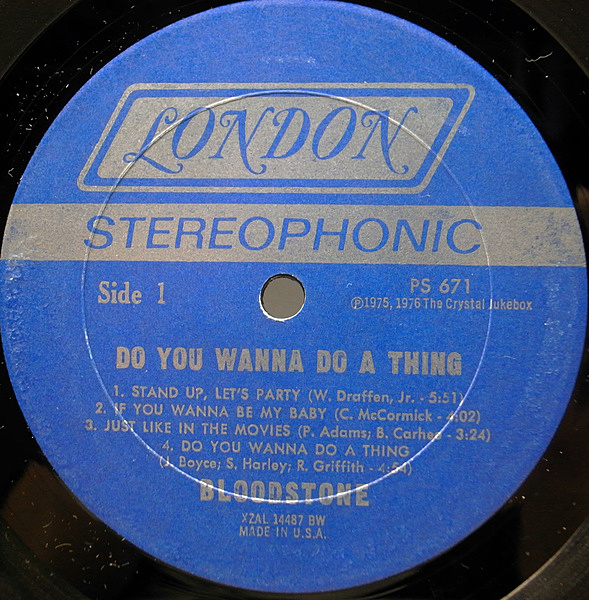 LONDON
STEREOPHONIC
Side 1
PS 671
℗1975, 1976 The Crystal Jukebox
DO YOU WANNA DO A THING
1. STAND UP, LET'S PARTY (W. Draffen, Jr. - 5:51)
2. IF YOU WANNA BE MY BABY (C. McCormick - 4:02)
3. JUST LIKE IN THE MOVIES (P. Adams; B. Carhee - 3:24)
4. DO YOU WANNA DO A THING
(J. Boyce; S. Harley; R. Griffith - 4:54)
BLOODSTONE
X2AL 14487 BW
MADE IN U.S.A.